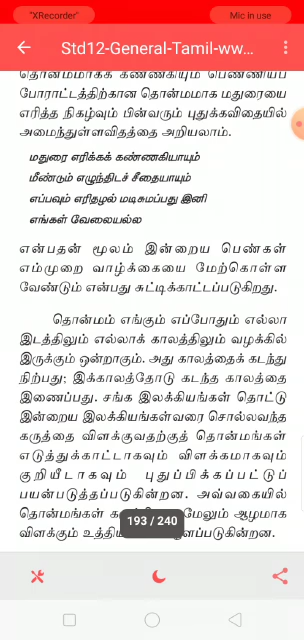 "XRecorder"
Mic in use
Std12-General-Tamil-ww...
தொன்மமாகக் கண்ணகியும் பெண்ணியப்
போராட்டத்திற்கான தொன்மமாக மதுரையை
எரித்த நிகழ்வும் பின்வரும் புதுக்கவிதையில்
அமைந்துள்ளவிதத்தை அறியலாம்.
மதுரை எரிக்கக் கண்ணகியாயும்
மீண்டும் எழுந்திடச் சீதையாயும்
எப்பவும் எரிதழல் மடிசுமப்பது இனி
எங்கள் வேலையல்ல
என்பதன் மூலம் இன்றைய பெண்கள்
எம்முறை வாழ்க்கையை மேற்கொள்ள
வேண்டும் என்பது சுட்டிக்காட்டப்படுகிறது.
தொன்மம் எங்கும் எப்போதும் எல்லா
இடத்திலும் எல்லாக் காலத்திலும் வழக்கில்
இருக்கும் ஒன்றாகும். அது காலத்தைக் கடந்து
நிற்பது; இக்காலத்தோடு கடந்த காலத்தை
இணைப்பது. சங்க இலக்கியங்கள் தொட்டு
இன்றைய இலக்கியங்கள்வரை சொல்லவந்த
கருத்தை விளக்குவதற்குத் தொன்மங்கள்
எடுத்துக்காட்டாகவும் விளக்கமாகவும்
குறியீடாகவும் புதுப்பிக்கப்பட்டுப்
பயன்படுத்தப்படுகின்றன. அவ்வகையில்
தொன்மங்கள் மேலும் ஆழமாக
விளக்கும்
193 / 240